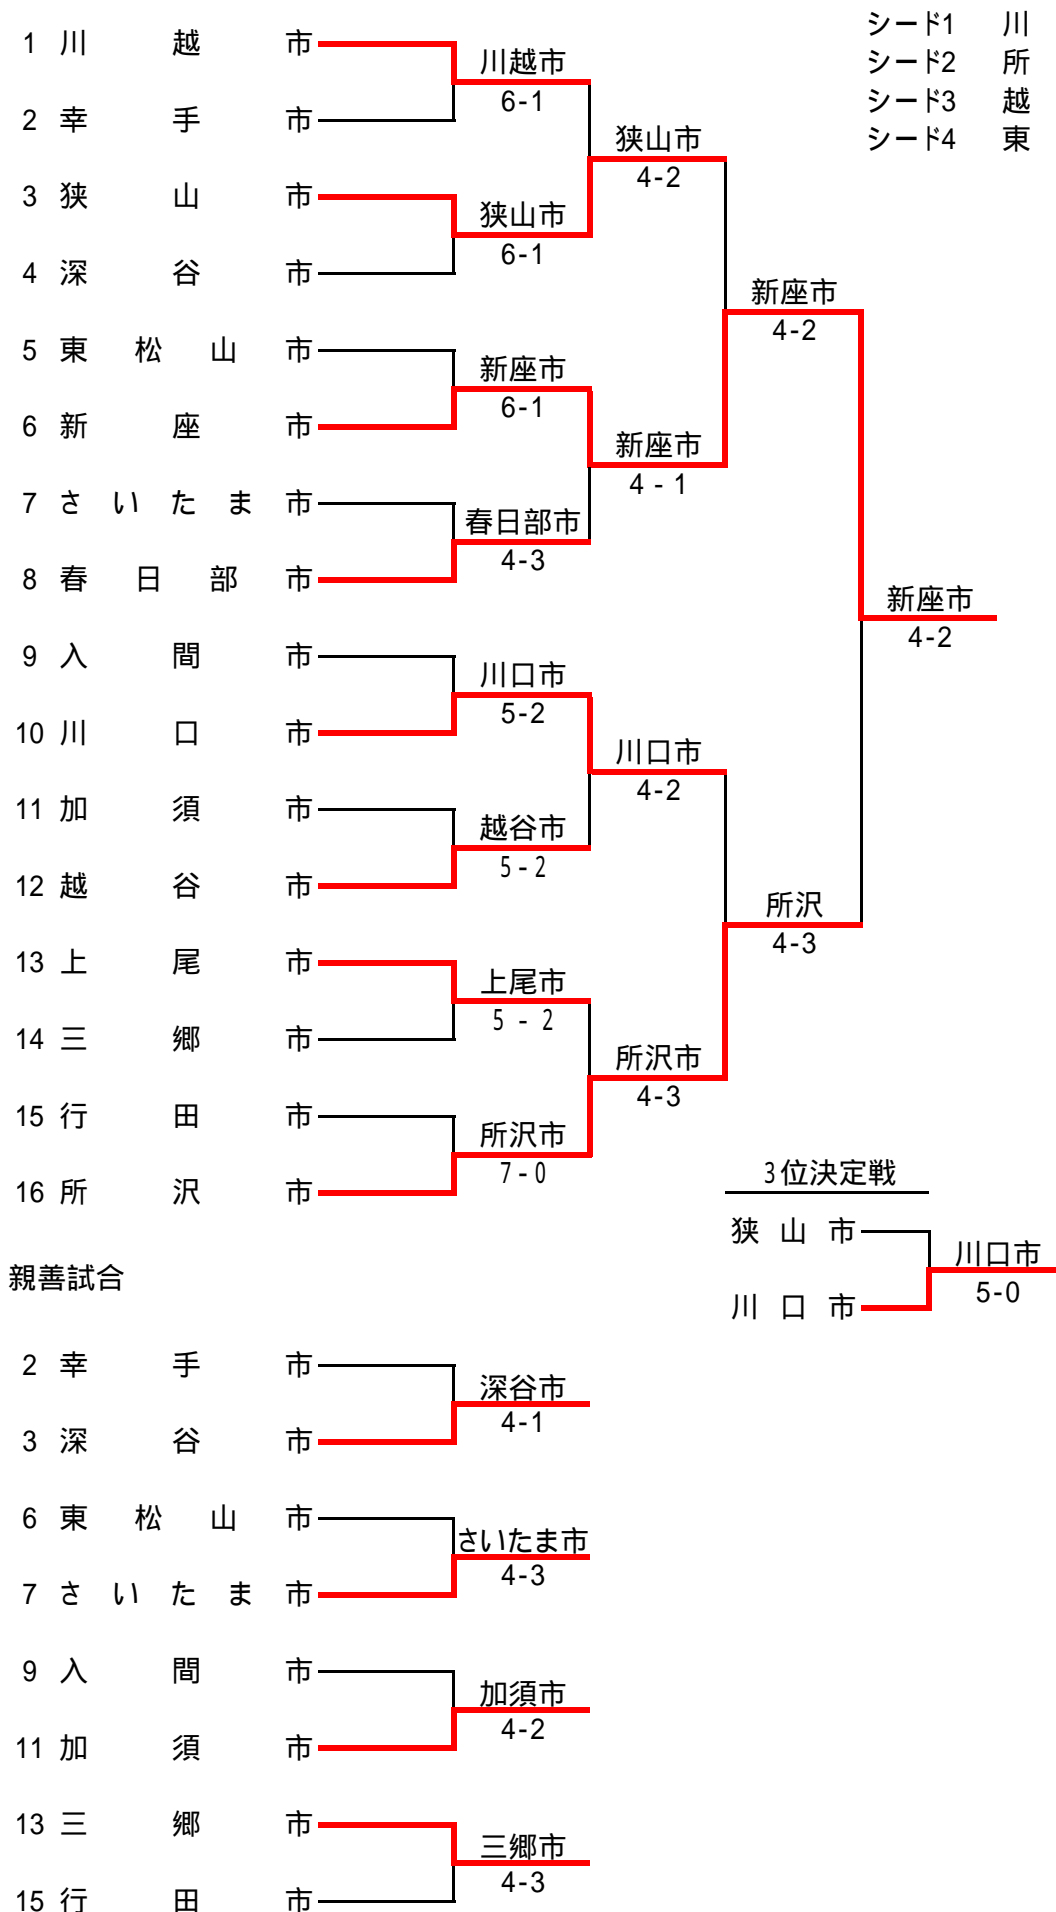 シード1 川
シード2 所
シード3 越
シード4 東
1 川越市
2 幸手市
川越市
6-1
3 狭山市
4 深谷市
狭山市
6-1
狭山市
4-2
5 東松山市
6 新座市
新座市
6-1
7 さいたま市
8 春日部市
春日部市
4-3
新座市
4 - 1
新座市
4-2
9 入間市
10 川口市
川口市
5-2
11 加須市
12 越谷市
越谷市
5-2
川口市
4-2
13 上尾市
14 三郷市
上尾市
5 - 2
15 行田市
16 所沢市
所沢市
7-0
所沢市
4-3
所沢
4-3
新座市
4-2
3位決定戦
狭山市
川口市
川口市
5-0
親善試合
2 幸手市
3 深谷市
深谷市
4-1
6 東松山市
7 さいたま市
さいたま市
4-3
9 入間市
11 加須市
加須市
4-2
13 三郷市
15 行田市
三郷市
4-3